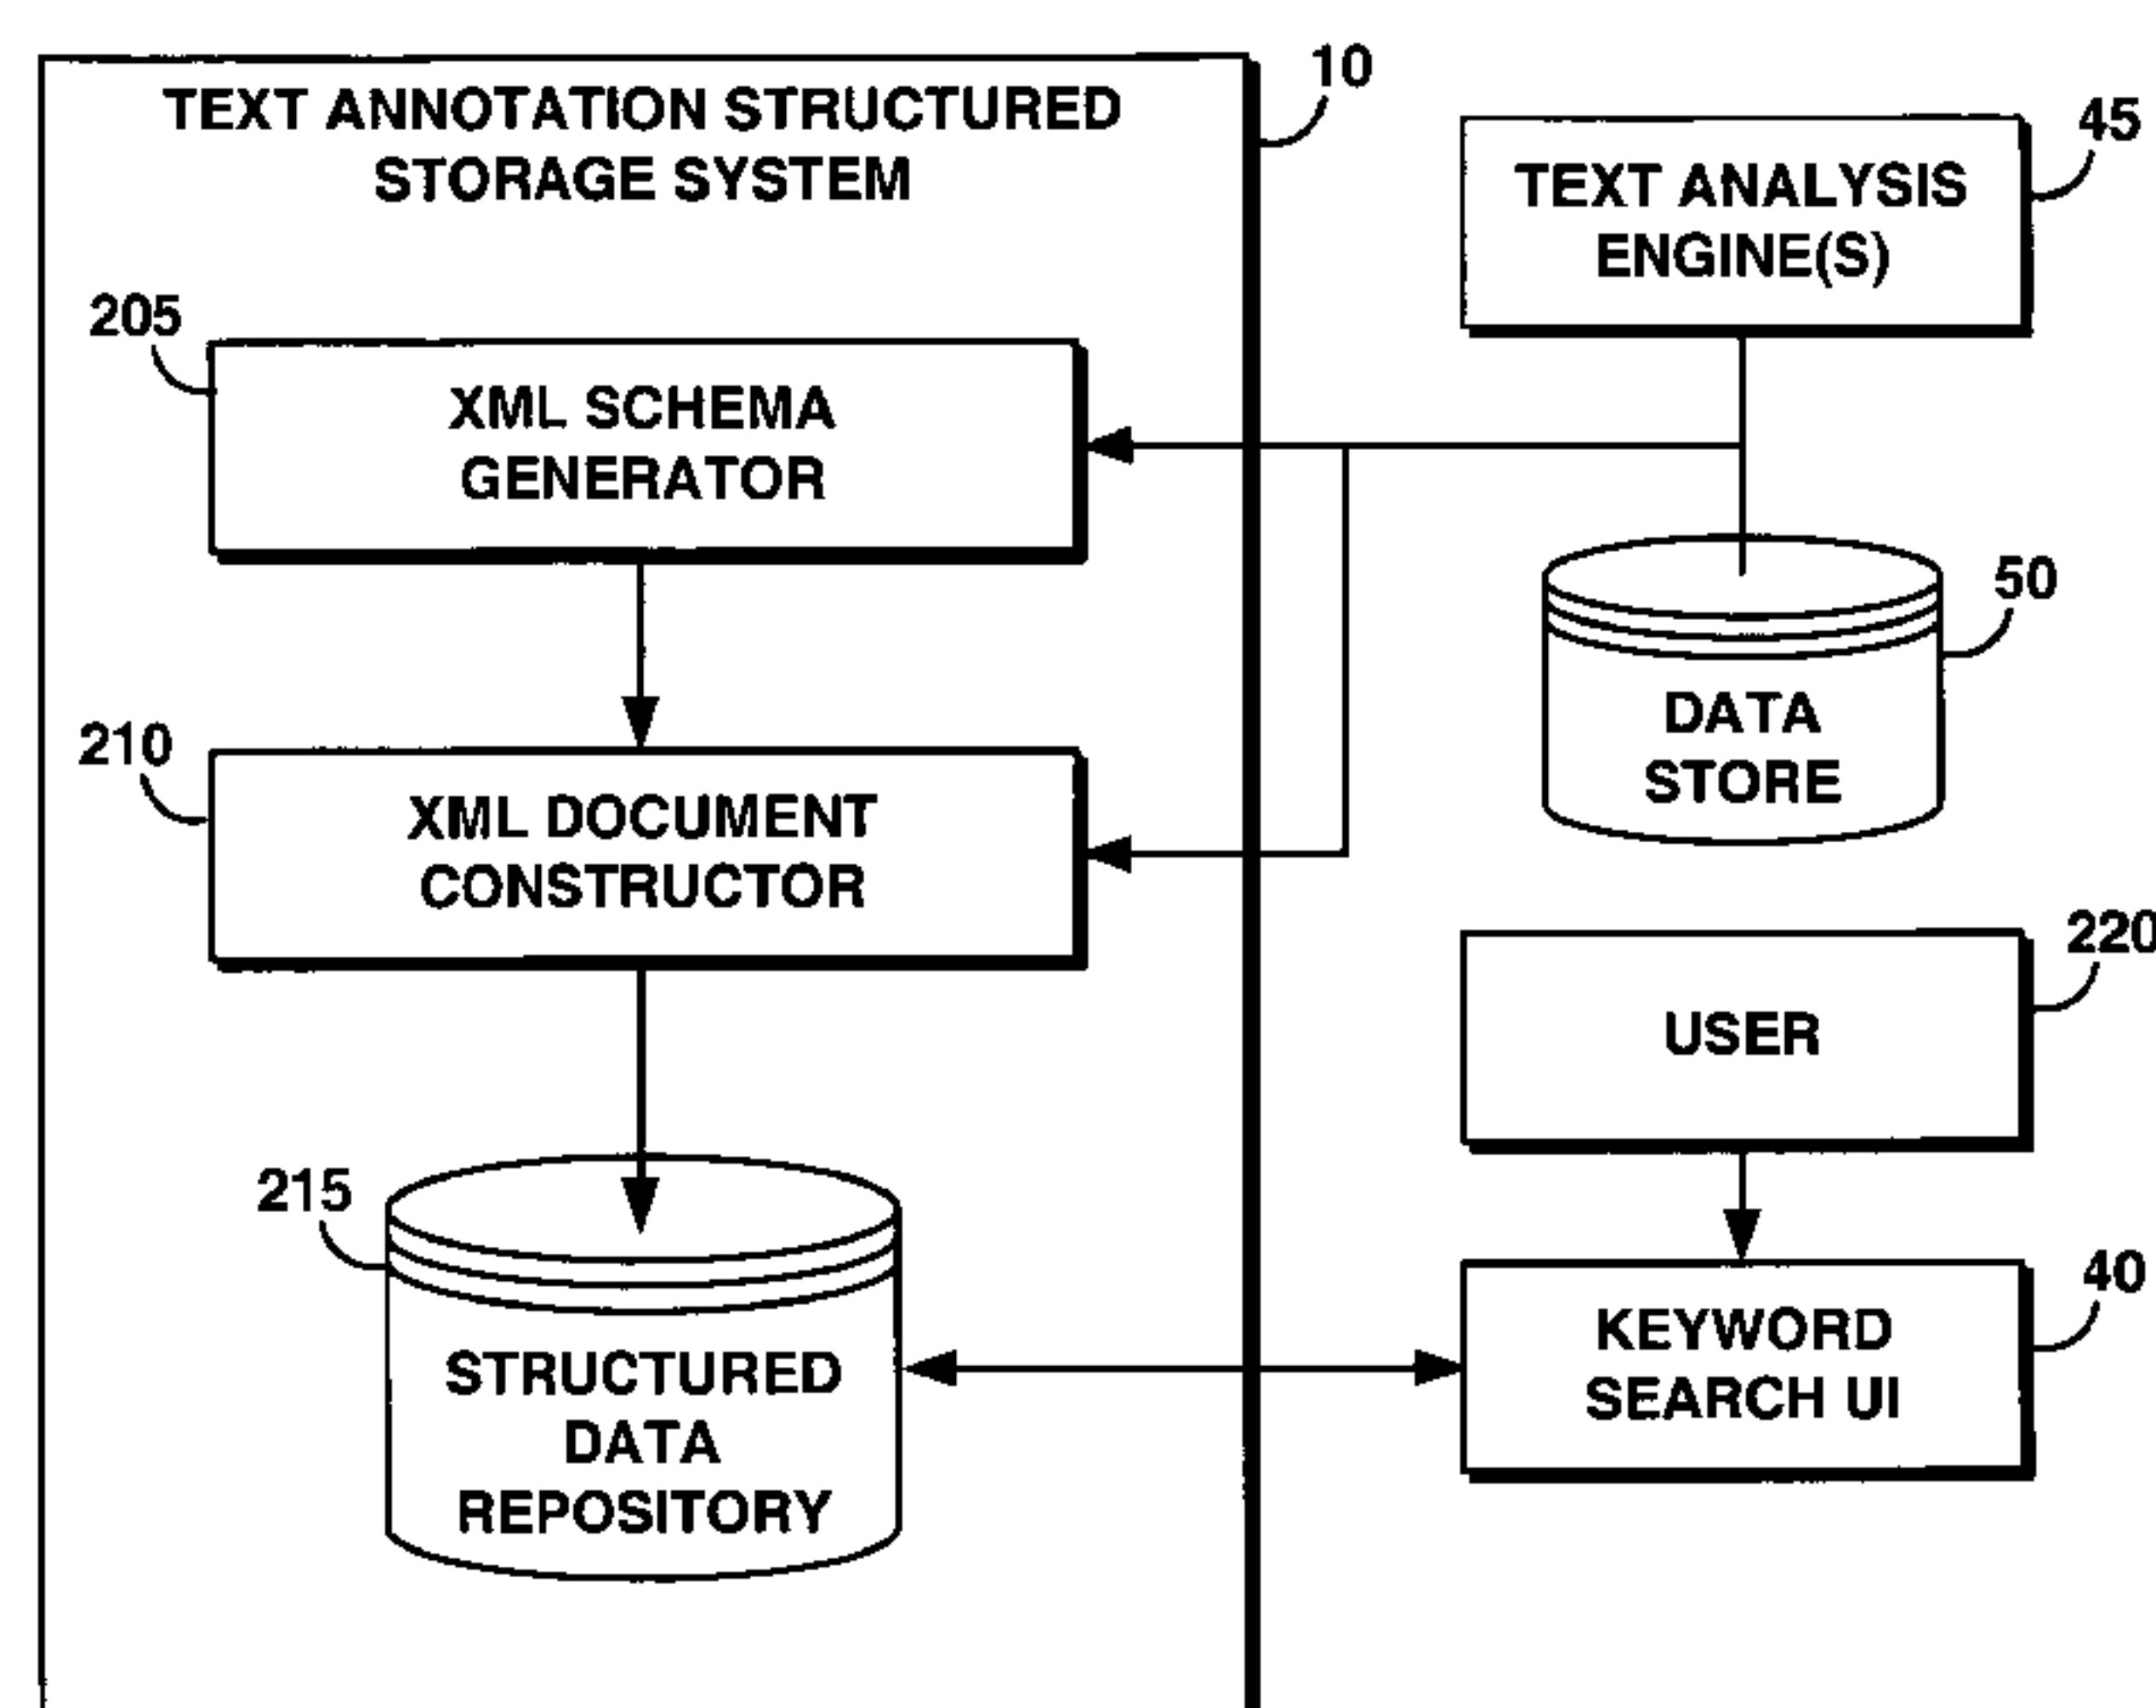 10
TEXT ANNOTATION STRUCTURED
STORAGE SYSTEM
45
TEXT ANALYSIS
ENGINE(S)
205
XML SCHEMA
GENERATOR
50
DATA
STORE
210
XML DOCUMENT
CONSTRUCTOR
220
USER
215
STRUCTURED
DATA
REPOSITORY
40
KEYWORD
SEARCH UI